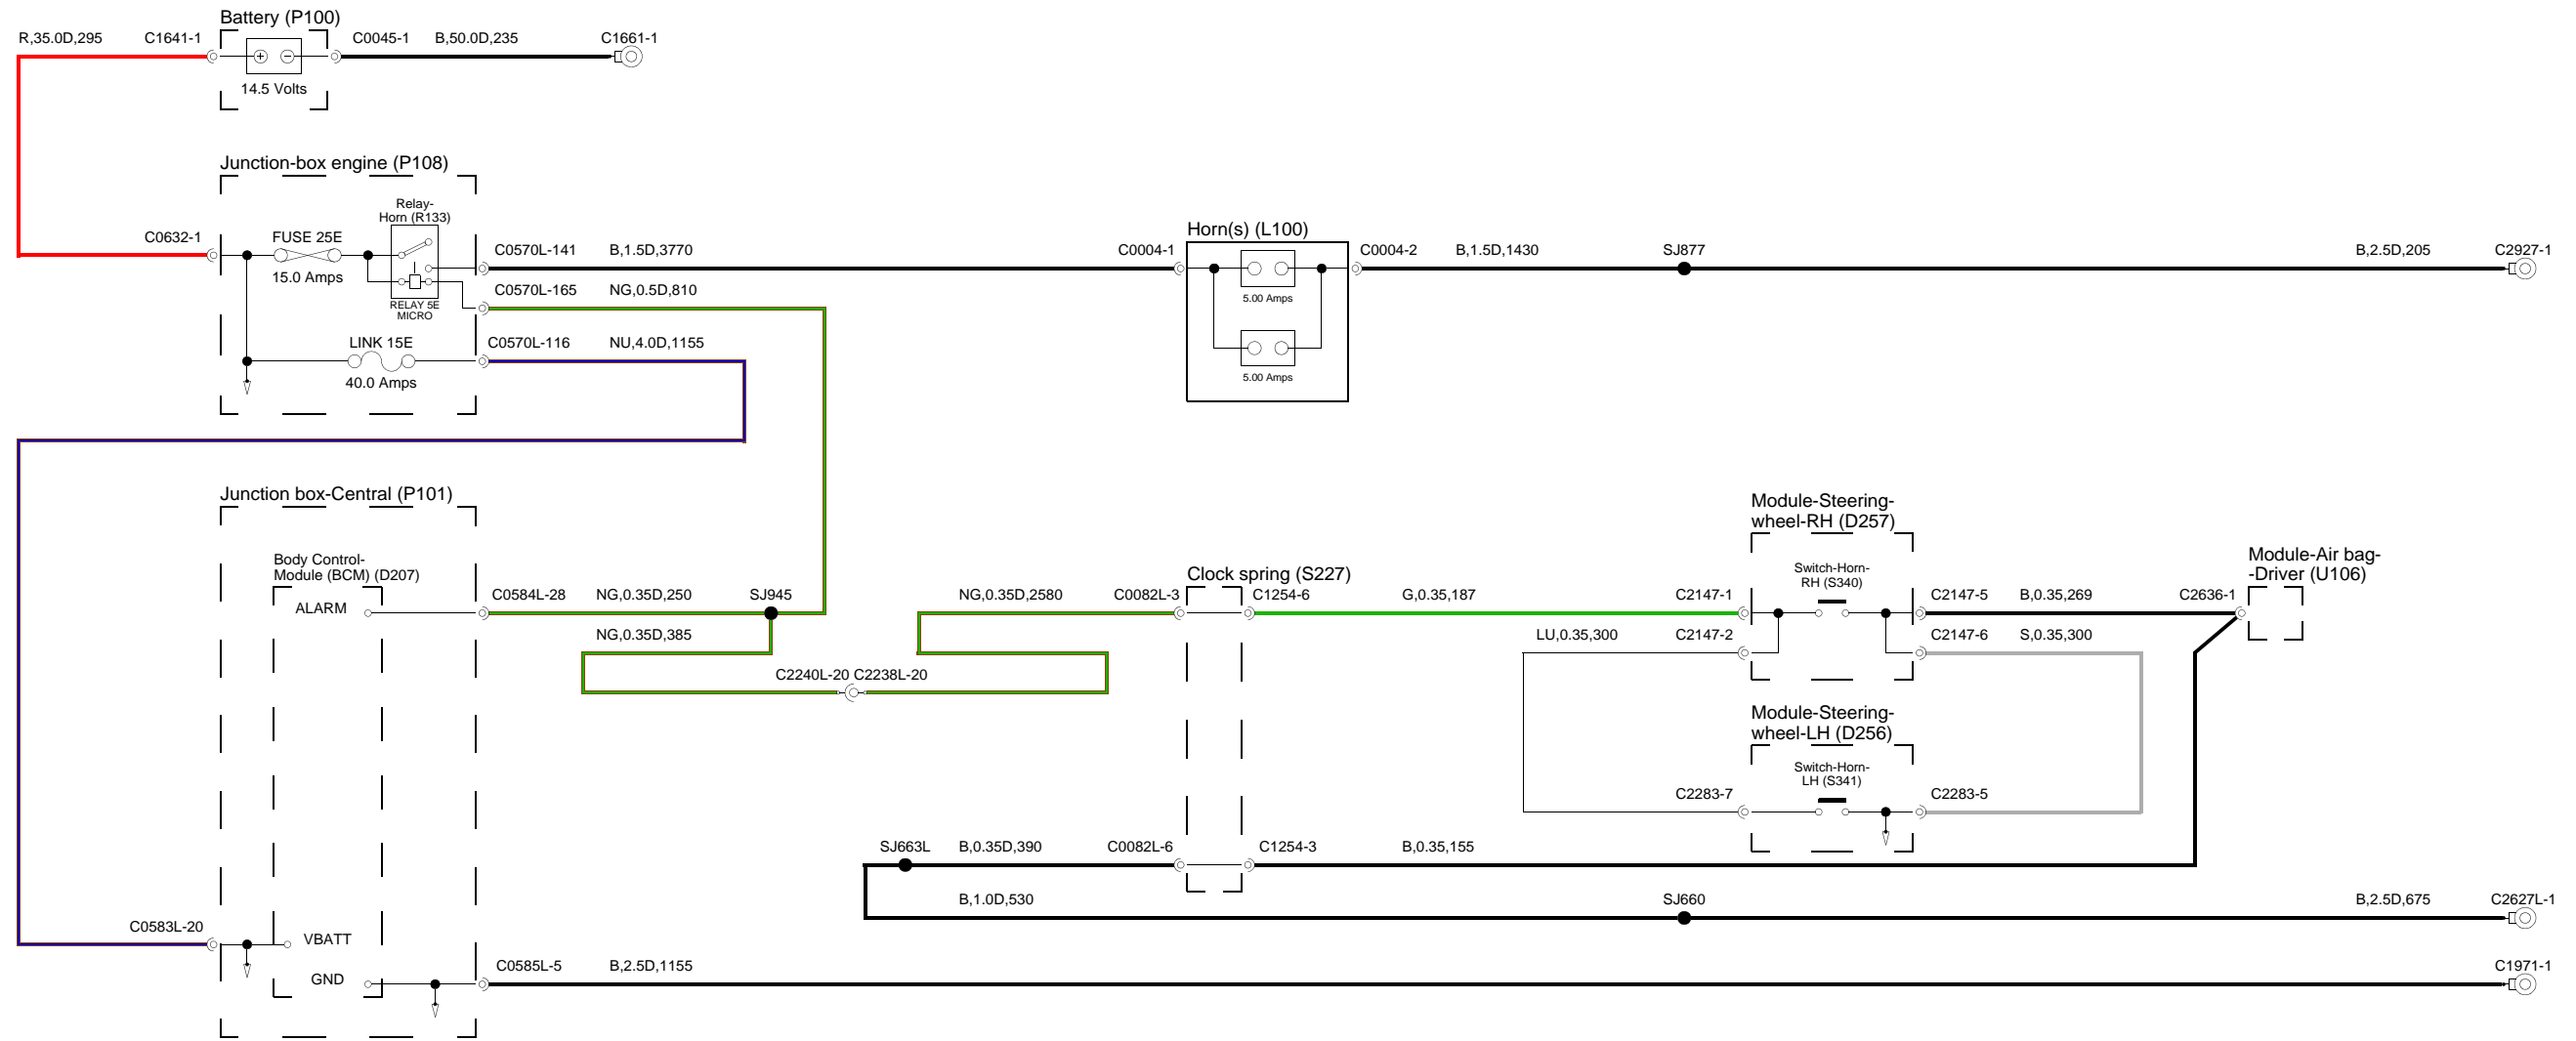 Battery (P100)
R,35.0D,295
C1641-1
C0045-1
B,50.0D,235
C1661-1
14.5 Volts
Junction-box engine (P108)
Relay-
Horn (R133)
C0632-1
FUSE 25E
15.0 Amps
RELAY 5E
MICRO
C0570L-141
B,1.5D,3770
C0570L-165
NG,0.5D,810
LINK 15E
40.0 Amps
C0570L-116
NU,4.0D,1155
Horn(s) (L100)
C0004-1
C0004-2
B,1.5D,1430
SJ877
B,2.5D,205
C2927-1
5.00 Amps
5.00 Amps
Junction box-Central (P101)
Body Control-
Module (BCM) (D207)
ALARM
C0584L-28
NG,0.35D,250
SJ945
NG,0.35D,385
C2240L-20 C2238L-20
NG,0.35D,2580
C0082L-3
Clock spring (S227)
C1254-6
G,0.35,187
C2147-1
LU,0.35,300
C2147-2
Module-Steering-
wheel-RH (D257)
Switch-Horn-
RH (S340)
C2147-5
B,0.35,269
C2636-1
C2147-6
S,0.35,300
Module-Air bag-
-Driver (U106)
Module-Steering-
wheel-LH (D256)
Switch-Horn-
LH (S341)
C2283-7
C2283-5
SJ663L
B,0.35D,390
C0082L-6
C1254-3
B,0.35,155
B,1.0D,530
SJ660
B,2.5D,675
C2627L-1
C0583L-20
VBATT
GND
C0585L-5
B,2.5D,1155
C1971-1